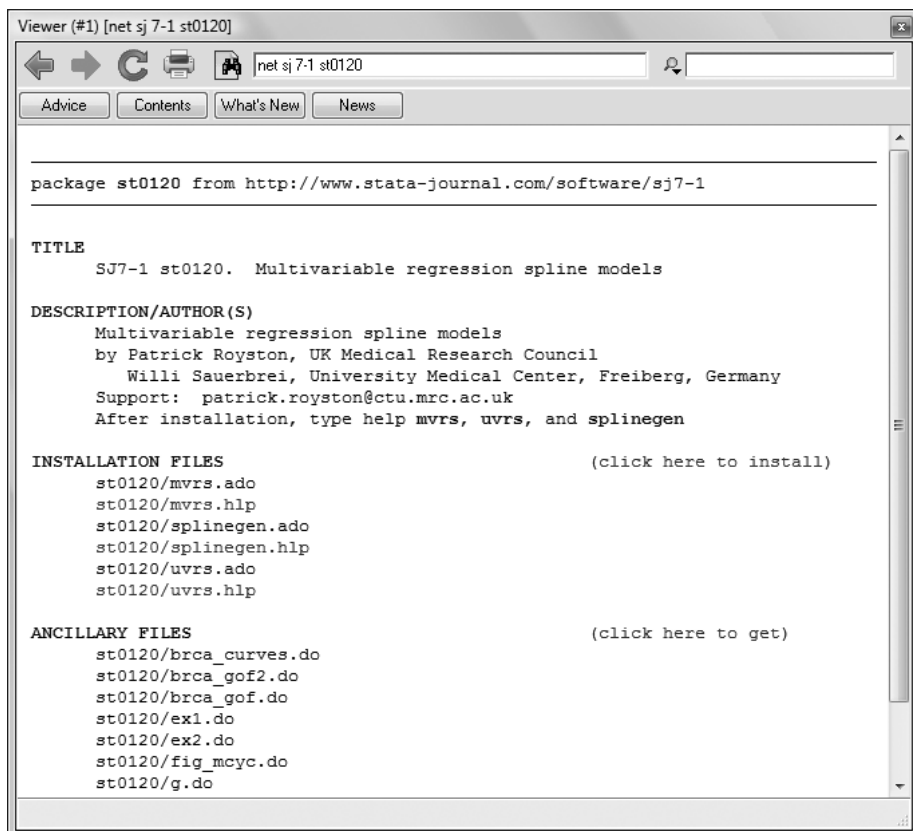 Viewer (#1) [net sj 7-1 st0120]
net sj 7-1 st0120
Advice Contents What's New News
package st0120 from http://www.stata-journal.com/software/sj7-1
TITLE
SJ7-1 st0120. Multivariable regression spline models
DESCRIPTION/AUTHOR(S)
Multivariable regression spline models
by Patrick Royston, UK Medical Research Council
Willi Sauerbrei, University Medical Center, Freiberg, Germany
Support: patrick.royston@ctu.mrc.ac.uk
After installation, type help mvrs, uvrs, and splinegen
INSTALLATION FILES (click here to install)
st0120/mvrs.ado
st0120/mvrs.hlp
st0120/splinegen.ado
st0120/splinegen.hlp
st0120/uvrs.ado
st0120/uvrs.hlp
ANCILLARY FILES (click here to get)
st0120/brca_curves.do
st0120/brca_gof2.do
st0120/brca_gof.do
st0120/ex1.do
st0120/ex2.do
st0120/fig_mcyc.do
st0120/g.do